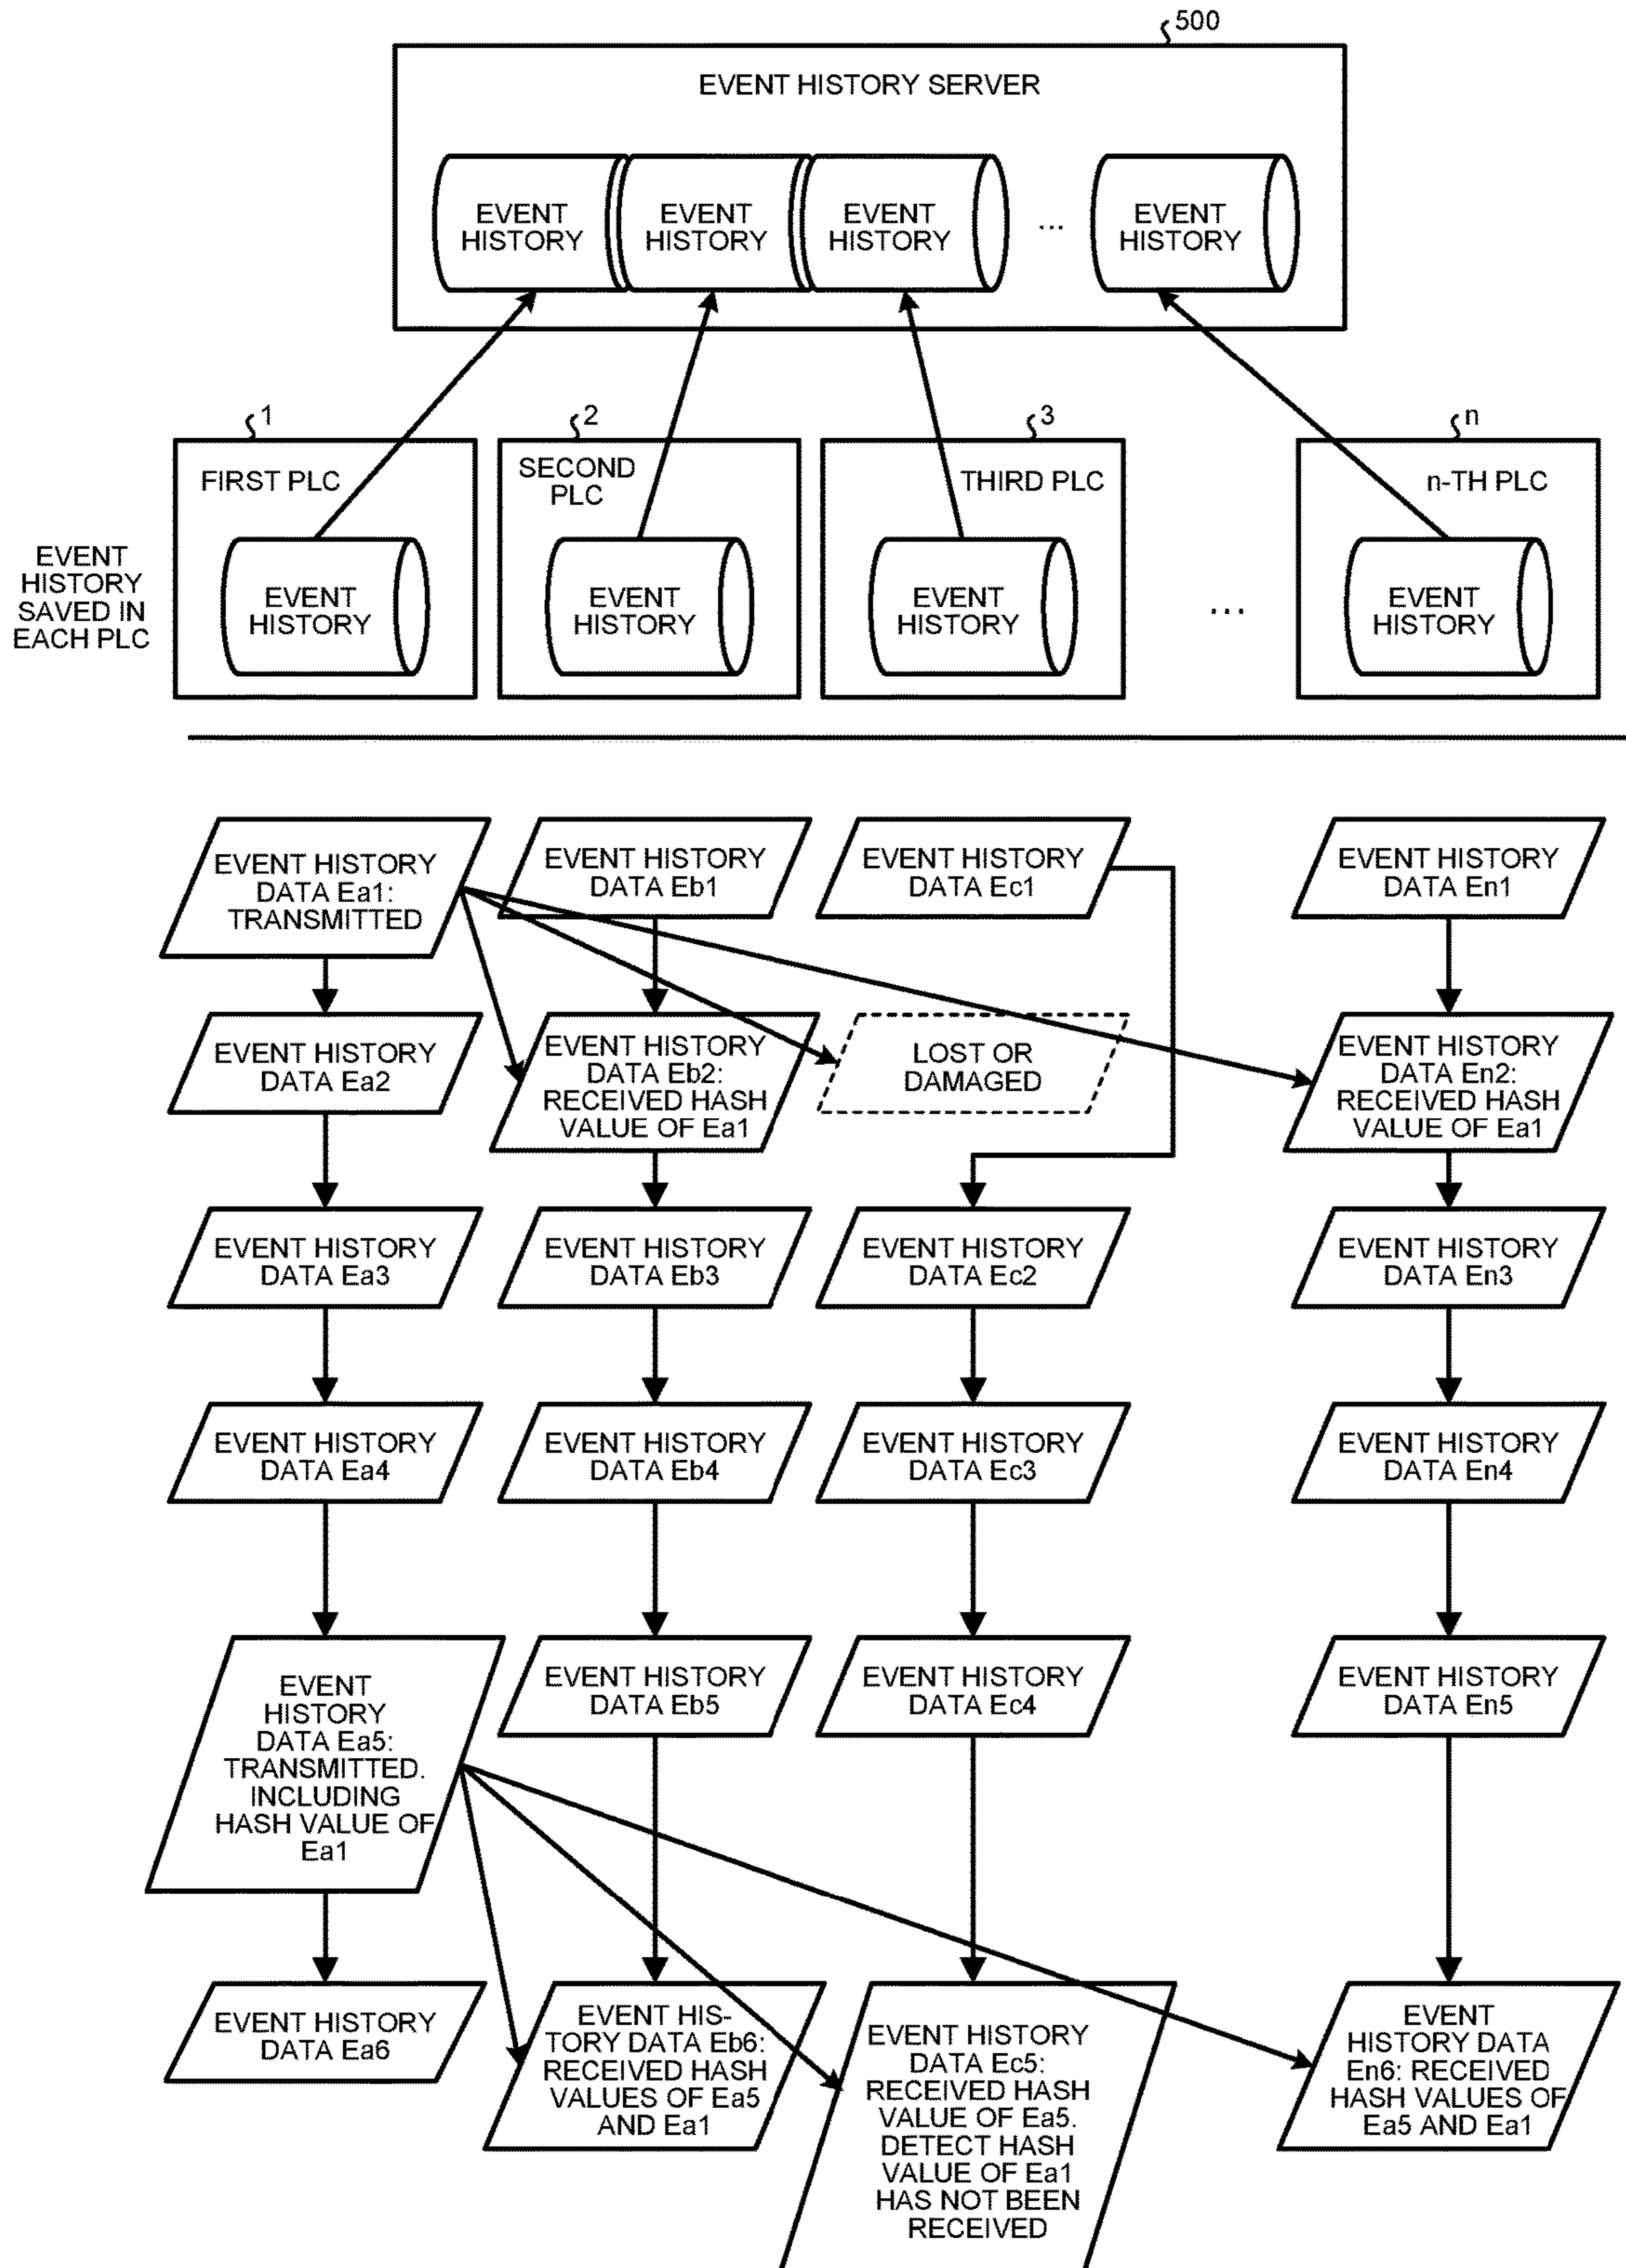 500
EVENT HISTORY SERVER
EVENT
HISTORY
EVENT
HISTORY
EVENT
HISTORY
...
EVENT
HISTORY
1
2
3
n
FIRST PLC
SECOND
PLC
THIRD PLC
n-TH PLC
EVENT
HISTORY
SAVED IN
EACH PLC
EVENT
HISTORY
EVENT
HISTORY
EVENT
HISTORY
...
EVENT
HISTORY
EVENT HISTORY
DATA Ea1:
TRANSMITTED
EVENT HISTORY
DATA Eb1
EVENT HISTORY
DATA Ec1
EVENT HISTORY
DATA En1
EVENT HISTORY
DATA Ea2
EVENT HISTORY
DATA Eb2:
RECEIVED HASH
VALUE OF Ea1
LOST OR
DAMAGED
EVENT HISTORY
DATA En2:
RECEIVED HASH
VALUE OF Ea1
EVENT HISTORY
DATA Ea3
EVENT HISTORY
DATA Eb3
EVENT HISTORY
DATA Ec2
EVENT HISTORY
DATA En3
EVENT HISTORY
DATA Ea4
EVENT HISTORY
DATA Eb4
EVENT HISTORY
DATA Ec3
EVENT HISTORY
DATA En4
EVENT
HISTORY
DATA Ea5:
TRANSMITTED.
INCLUDING
HASH VALUE OF
Ea1
EVENT HISTORY
DATA Eb5
EVENT HISTORY
DATA Ec4
EVENT HISTORY
DATA En5
EVENT HISTORY
DATA Ea6
EVENT HIS-
TORY DATA Eb6:
RECEIVED HASH
VALUES OF Ea5
AND Ea1
EVENT HISTORY
DATA Ec5:
RECEIVED HASH
VALUE OF Ea5.
DETECT HASH
VALUE OF Ea1
HAS NOT BEEN
RECEIVED
EVENT
HISTORY DATA
En6: RECEIVED
HASH VALUES OF
Ea5 AND Ea1